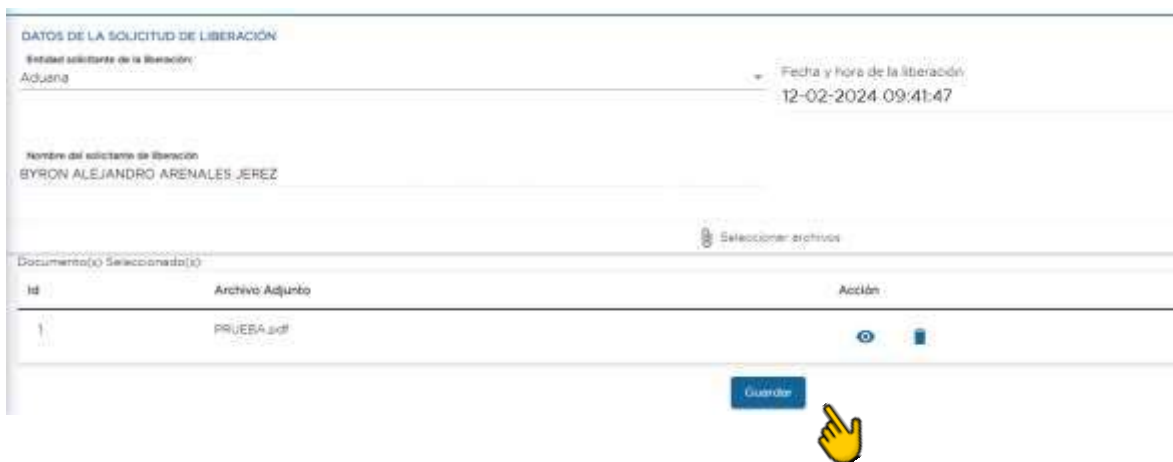 DATOS DE LA SOLICITUD DE LIBERACIÓN
Entidad solicitante de la liberación:
Aduana
Fecha y hora de la liberación
12-02-2024 09:41:47
Nombre del solicitante de liberación
BYRON ALEJANDRO ARENALES JEREZ
Seleccionar archivos
Documento(s) Seleccionado(s)
Id Archivo Adjunto Acción
1 PRUEBA.pdf
Guardar